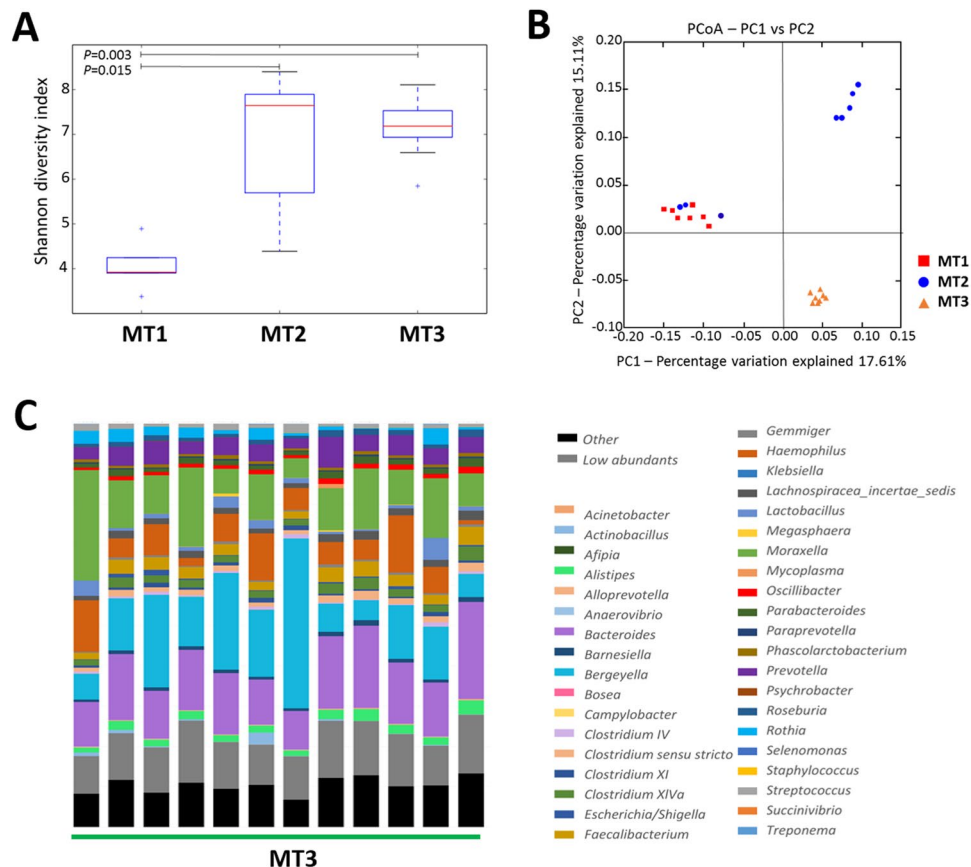 A
P=0.003
P=0.015
Shannon diversity index
8
7
6
5
4
MT1 MT2 MT3
B
PCoA – PC1 vs PC2
PC2 – Percentage variation explained 15.11%
0.20
0.15
0.10
0.05
0.00
-0.05
-0.10
-0.20 -0.15 -0.10 -0.05 0.00 0.05 0.10 0.15
PC1 – Percentage variation explained 17.61%
MT1
MT2
MT3
C
MT3
Other
Low abundants
Acinetobacter
Actinobacillus
Afipia
Alistipes
Alloprevotella
Anaerovibrio
Bacteroides
Barnesiella
Bergeyella
Bosea
Campylobacter
Clostridium IV
Clostridium sensu stricto
Clostridium XI
Clostridium XIVa
Escherichia/Shigella
Faecalibacterium
Gemmiger
Haemophilus
Klebsiella
Lachnospiracea_incertae_sedis
Lactobacillus
Megasphaera
Moraxella
Mycoplasma
Oscillibacter
Parabacteroides
Paraprevotella
Phascolarctobacterium
Prevotella
Psychrobacter
Roseburia
Rothia
Selenomonas
Staphylococcus
Streptococcus
Succinivibrio
Treponema